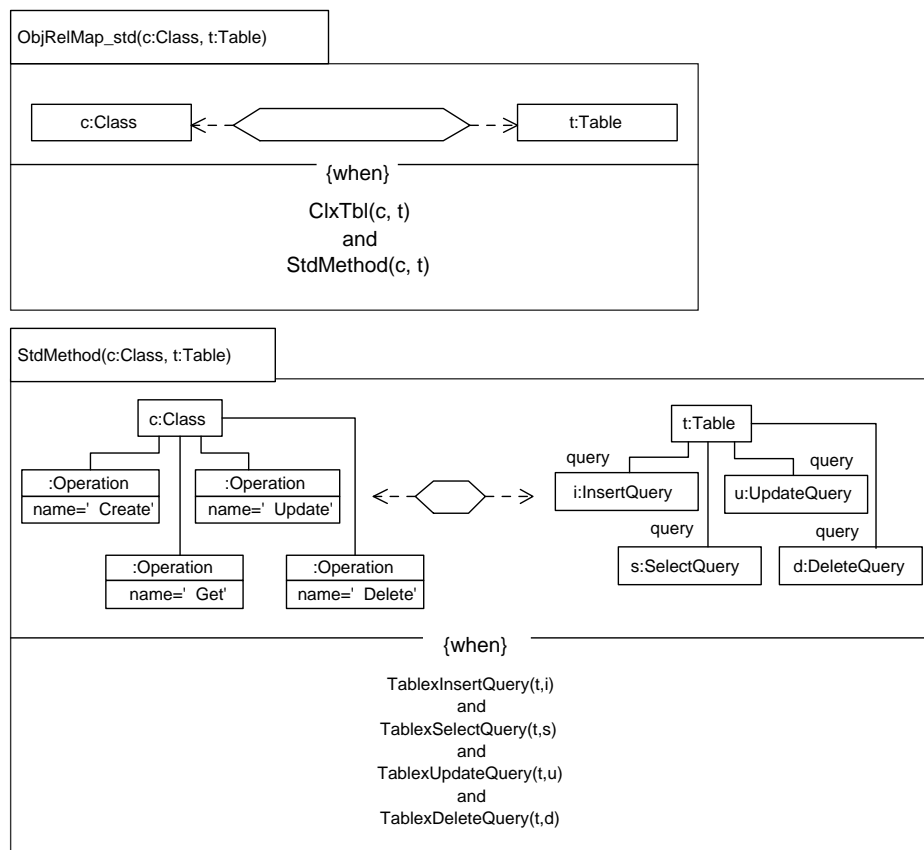 ObjRelMap_std(c:Class, t:Table)
c:Class
t:Table
{when}
ClxTbl(c, t)
and
StdMethod(c, t)
StdMethod(c:Class, t:Table)
c:Class
t:Table
:Operation
name=' Create'
:Operation
name=' Update'
query
i:InsertQuery
query
u:UpdateQuery
:Operation
name=' Get'
:Operation
name=' Delete'
query
s:SelectQuery
query
d:DeleteQuery
{when}
TablexInsertQuery(t,i)
and
TablexSelectQuery(t,s)
and
TablexUpdateQuery(t,u)
and
TablexDeleteQuery(t,d)